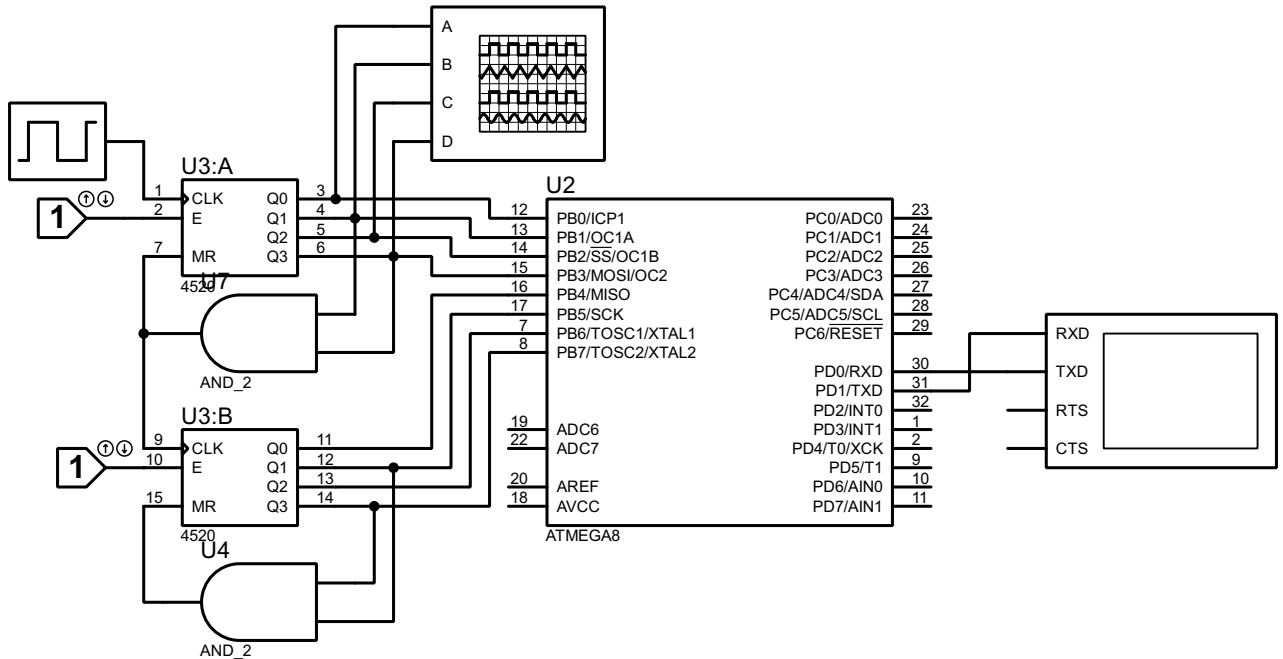 A
B
C
D
U3:A
1
1
2
7
CLK
E
MR
Q0
Q1
Q2
Q3
3
4
5
6
4520
U7
AND_2
U3:B
1
9
10
15
CLK
E
MR
Q0
Q1
Q2
Q3
11
12
13
14
4520
U4
AND_2
U2
12
13
14
15
16
17
7
8
19
22
20
18
PB0/ICP1
PB1/OC1A
PB2/SS/OC1B
PB3/MOSI/OC2
PB4/MISO
PB5/SCK
PB6/TOSC1/XTAL1
PB7/TOSC2/XTAL2
ADC6
ADC7
AREF
AVCC
PC0/ADC0
PC1/ADC1
PC2/ADC2
PC3/ADC3
PC4/ADC4/SDA
PC5/ADC5/SCL
PC6/RESET
PD0/RXD
PD1/TXD
PD2/INT0
PD3/INT1
PD4/T0/XCK
PD5/T1
PD6/AIN0
PD7/AIN1
23
24
25
26
27
28
29
30
31
32
1
2
9
10
11
ATMEGA8
RXD
TXD
RTS
CTS